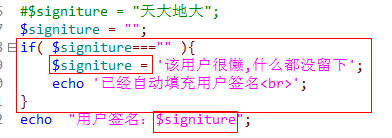 #$signiture = "天大地大";
$signiture = "";
if( $signiture==="" ){
$signiture = '该用户很懒,什么都没留下';
echo '已经自动填充用户签名<br>';
}
echo "用户签名：$signiture";